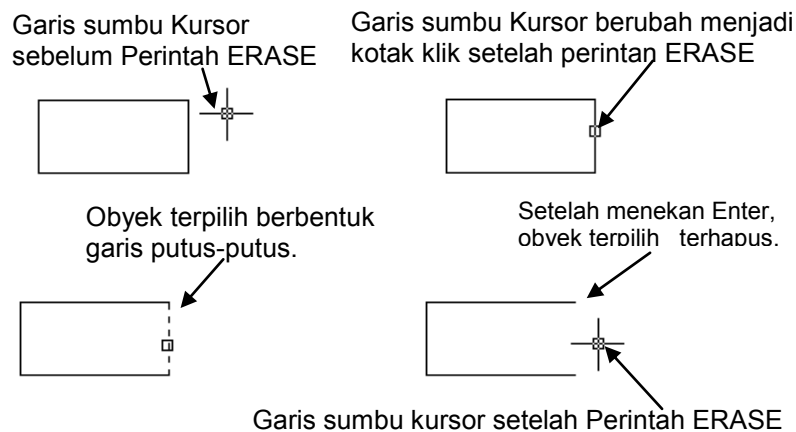 Garis sumbu Kursor
sebelum Perintah ERASE
Garis sumbu Kursor berubah menjadi
kotak klik setelah perintan ERASE
Obyek terpilih berbentuk
garis putus-putus.
Setelah menekan Enter,
obyek terpilih terhapus.
Garis sumbu kursor setelah Perintah ERASE